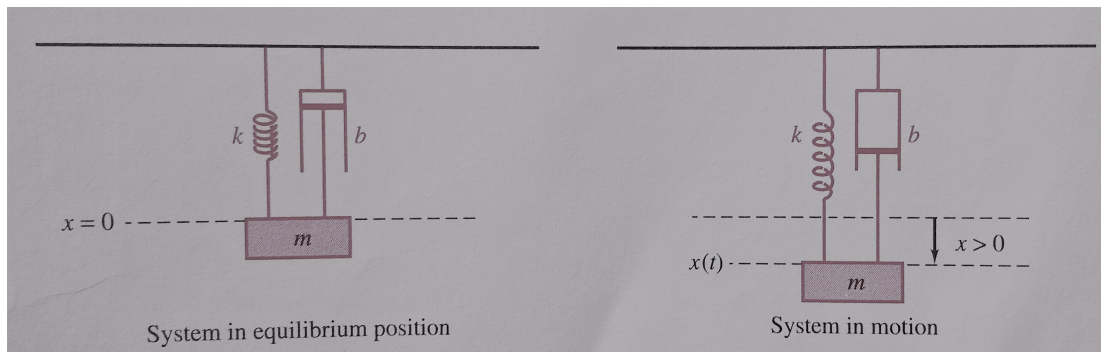 k
b
x = 0
m
System in equilibrium position
k
b
x > 0
x(t)
m
System in motion